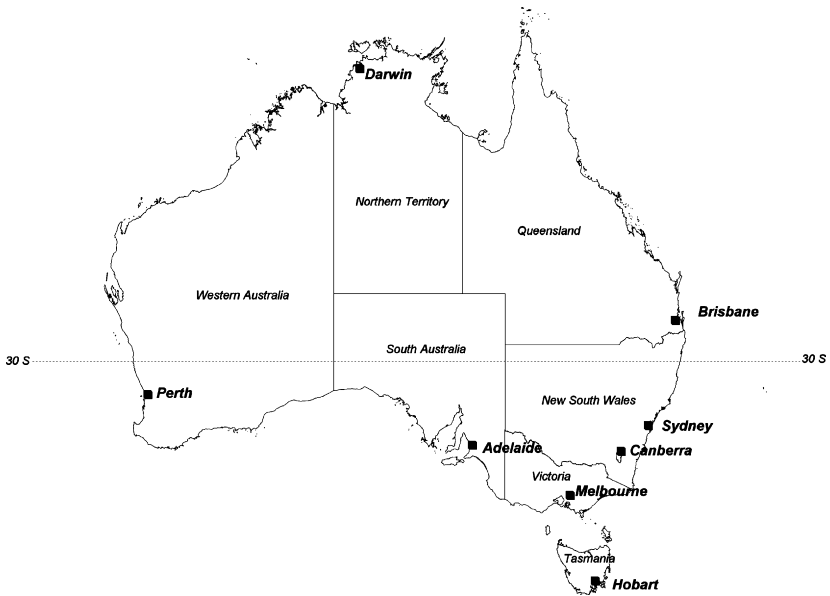 Darwin
Northern Territory
Queensland
Western Australia
Brisbane
South Australia
30 S
30 S
Perth
New South Wales
Sydney
Adelaide
Canberra
Victoria
Melbourne
Tasmania
Hobart